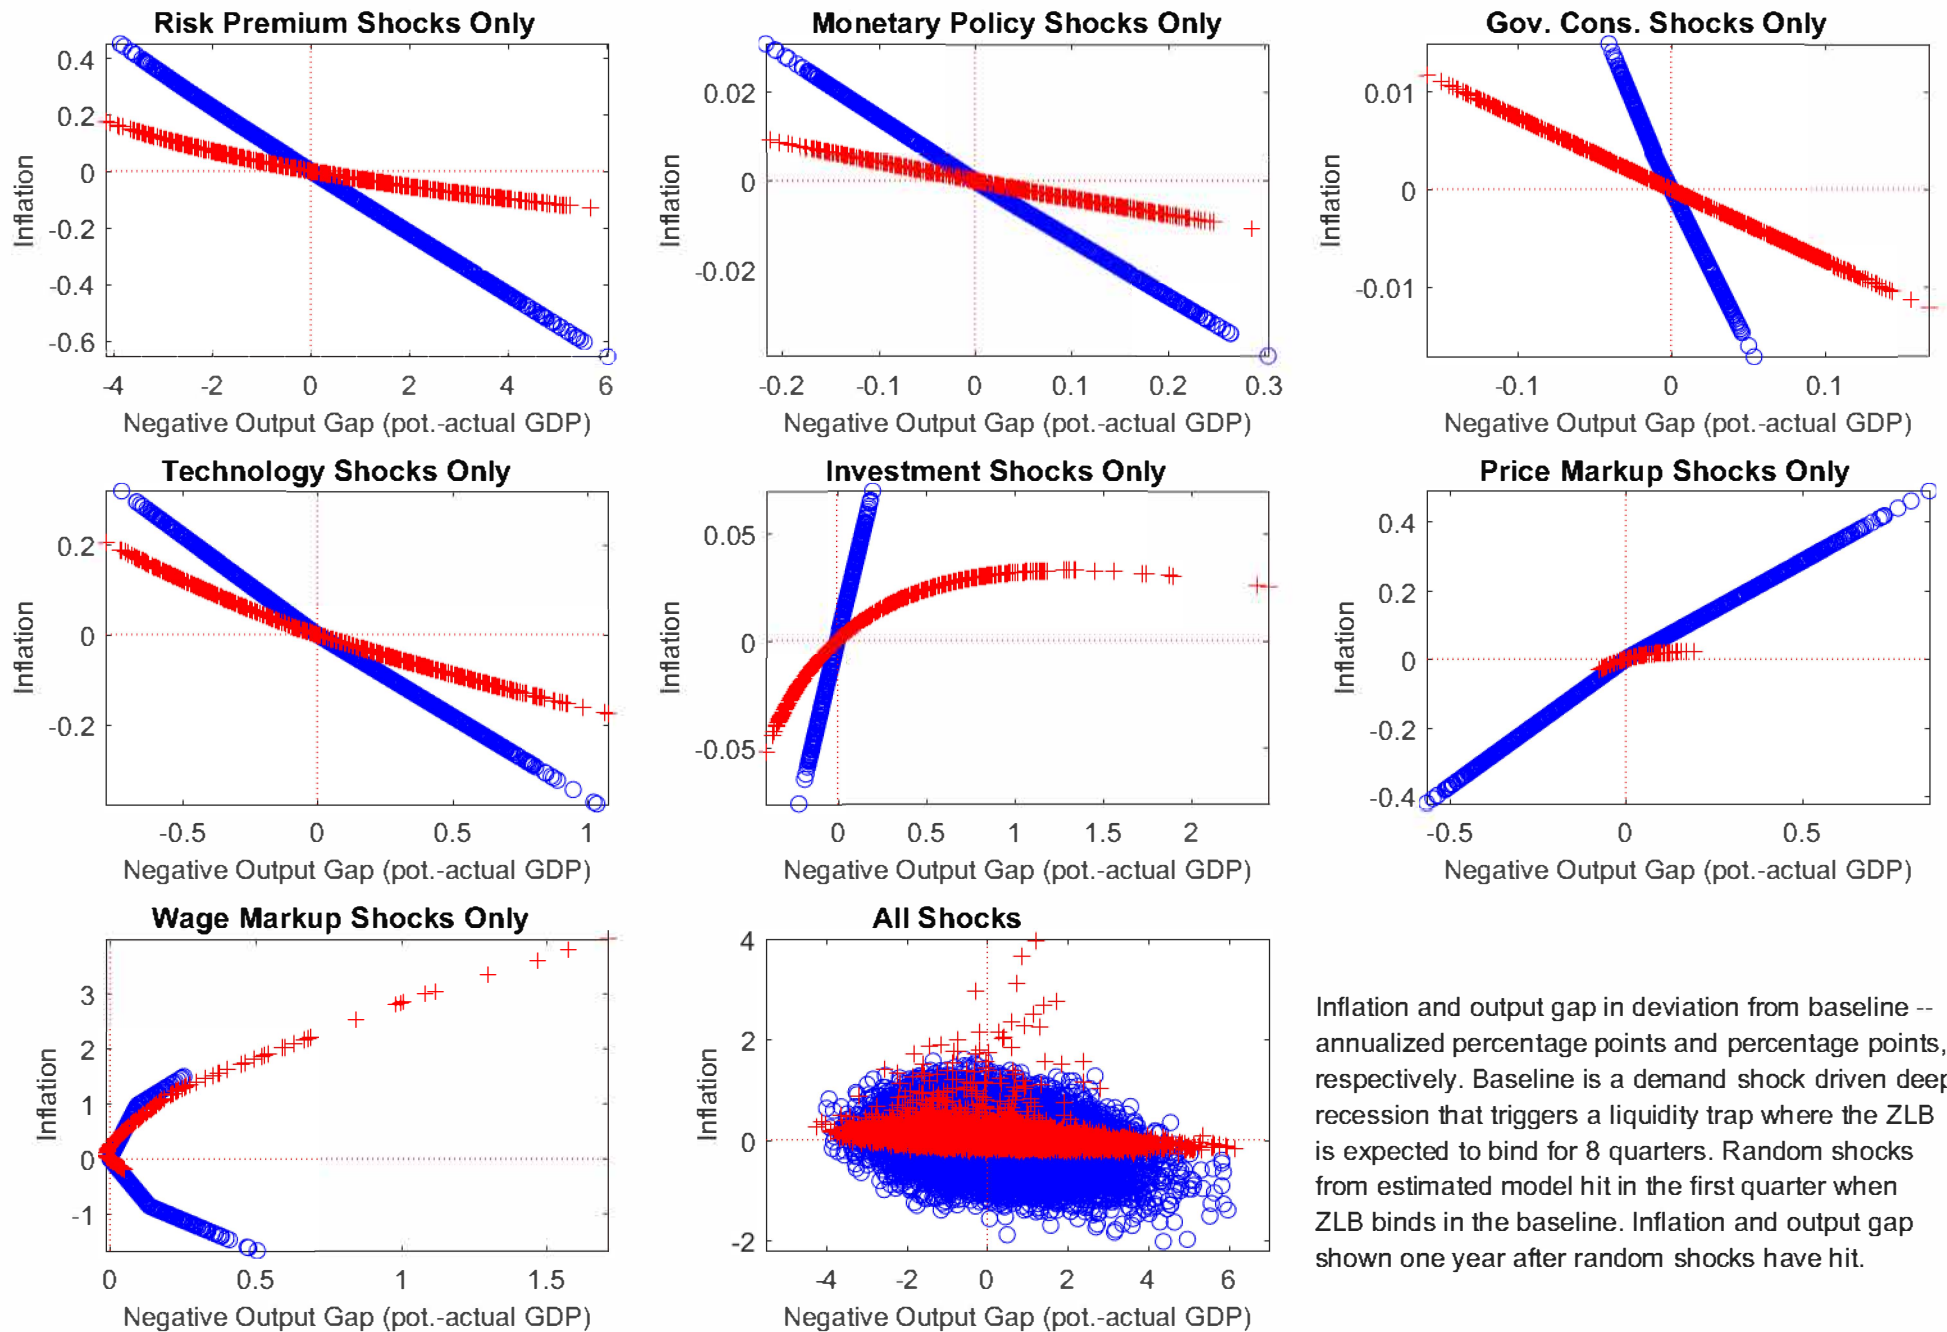 Risk Premium Shocks Only
0.4
0.2
0
-0.2
-0.4
-0.6
Inflation
-4 -2 0 2 4 6
Negative Output Gap (pot.-actual GDP)
Monetary Policy Shocks Only
0.02
0
-0.02
Inflation
-0.2 -0.1 0 0.1 0.2 0.3
Negative Output Gap (pot.-actual GDP)
Gov. Cons. Shocks Only
0.01
0
-0.01
Inflation
-0.1 0 0.1
Negative Output Gap (pot.-actual GDP)
Technology Shocks Only
0.2
0
-0.2
Inflation
-0.5 0 0.5 1
Negative Output Gap (pot.-actual GDP)
Investment Shocks Only
0.05
0
-0.05
Inflation
0 0.5 1 1.5 2
Negative Output Gap (pot.-actual GDP)
Price Markup Shocks Only
0.4
0.2
0
-0.2
-0.4
Inflation
-0.5 0 0.5
Negative Output Gap (pot.-actual GDP)
Wage Markup Shocks Only
3
2
1
0
-1
Inflation
0 0.5 1 1.5
Negative Output Gap (pot.-actual GDP)
All Shocks
4
2
0
-2
Inflation
-4 -2 0 2 4 6
Negative Output Gap (pot.-actual GDP)
Inflation and output gap in deviation from baseline --
annualized percentage points and percentage points,
respectively. Baseline is a demand shock driven deep
recession that triggers a liquidity trap where the ZLB
is expected to bind for 8 quarters. Random shocks
from estimated model hit in the first quarter when
ZLB binds in the baseline. Inflation and output gap
shown one year after random shocks have hit.